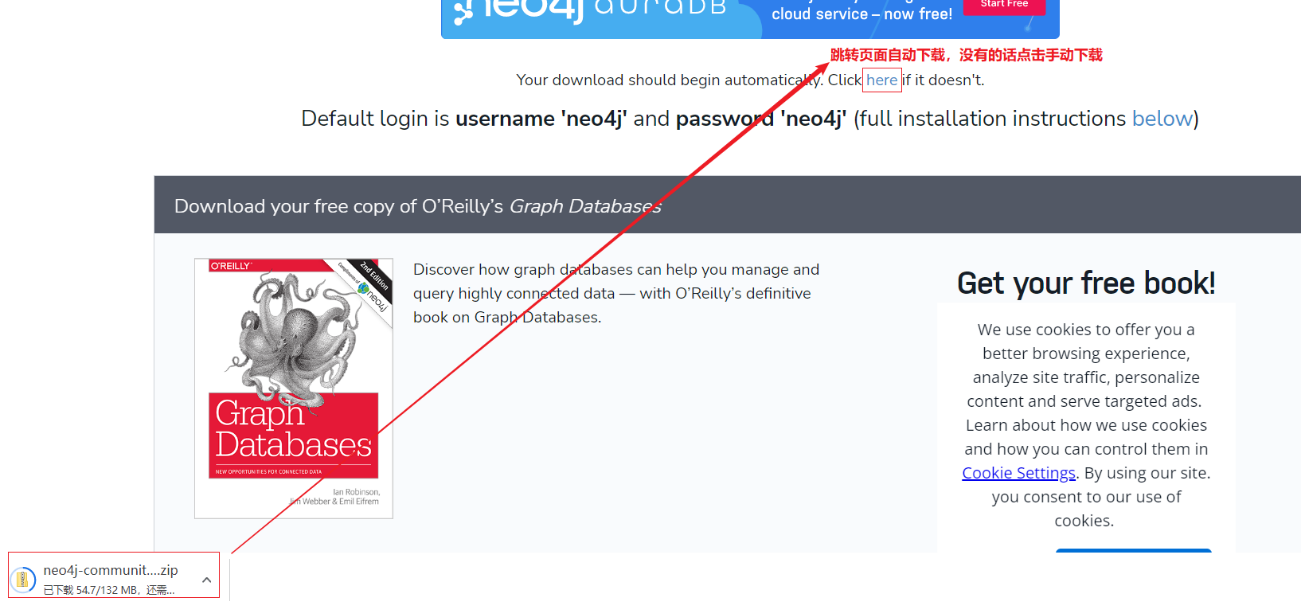 neo4j auraDB
cloud service – now free!
Start Free
跳转页面自动下载，没有的话点击手动下载
Your download should begin automatically. Click here if it doesn't.
Default login is username 'neo4j' and password 'neo4j' (full installation instructions below)
Download your free copy of O’Reilly’s Graph Databases
O'REILLY
2nd Edition
Compliments of
neo4j
Graph
Databases
NEW OPPORTUNITIES FOR CONNECTED DATA
Ian Robinson,
Jim Webber & Emil Eifrem
Discover how graph databases can help you manage and
query highly connected data — with O’Reilly’s definitive
book on Graph Databases.
Get your free book!
We use cookies to offer you a
better browsing experience,
analyze site traffic, personalize
content and serve targeted ads.
Learn about how we use cookies
and how you can control them in
Cookie Settings. By using our site.
you consent to our use of
cookies.
neo4j-communit....zip
已下载 54.7/132 MB，还需...